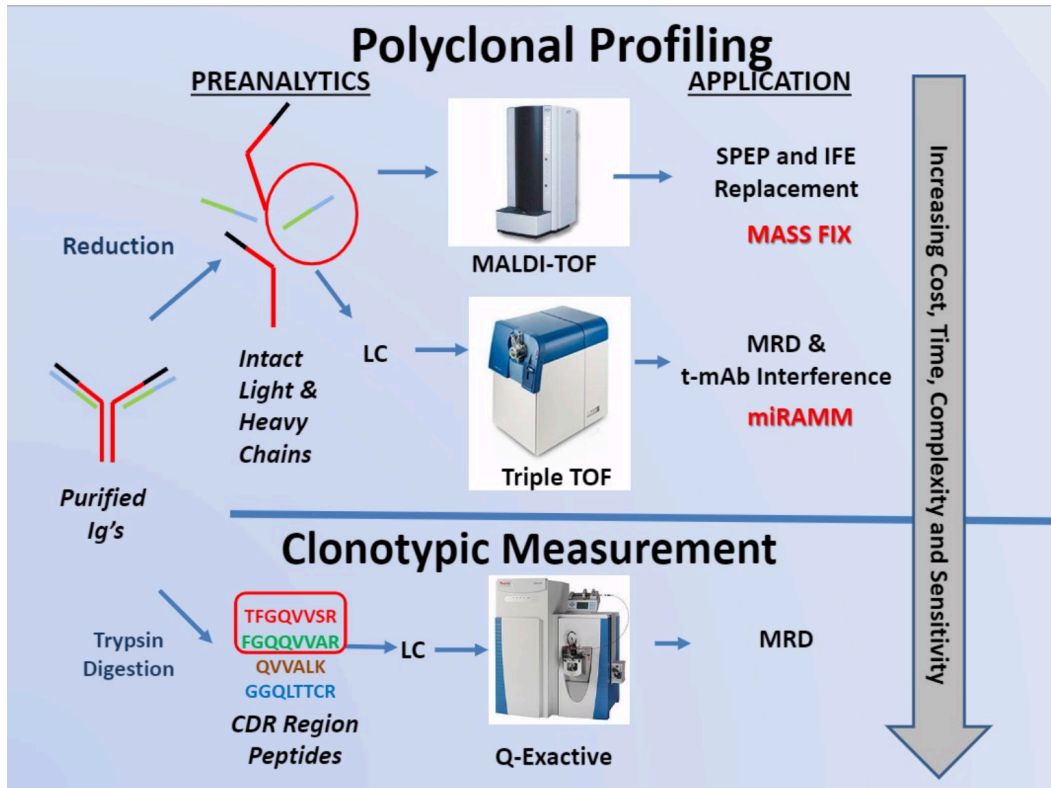 Polyclonal Profiling
PREANALYTICS
APPLICATION
Reduction
MALDI-TOF
SPEP and IFE
Replacement
MASS FIX
Intact
Light &
Heavy
Chains
LC
Triple TOF
MRD &
t-mAb Interference
miRAMM
Purified
Ig's
Clonotypic Measurement
Trypsin
Digestion
TFGQVVSR
FGQQVVAR
QVVALK
GGQLTTCR
CDR Region
Peptides
LC
Q-Exactive
MRD
Increasing Cost, Time, Complexity and Sensitivity